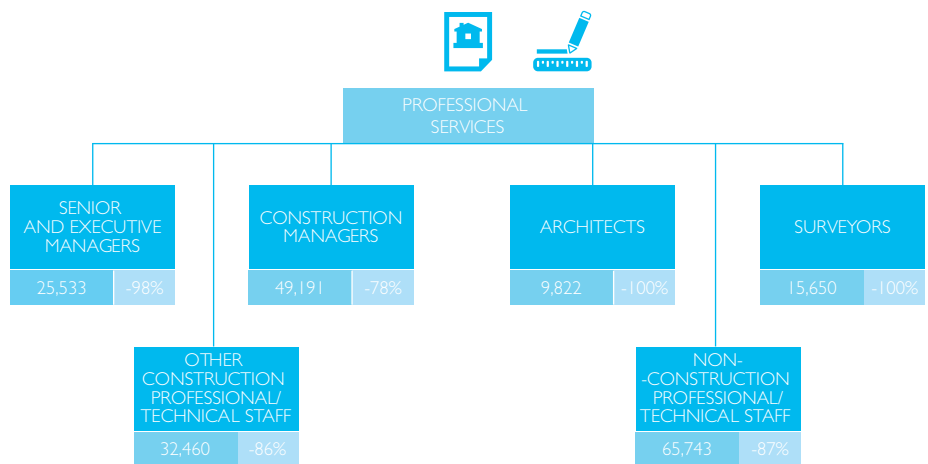 PROFESSIONAL
SERVICES
SENIOR
AND EXECUTIVE
MANAGERS
25,533 -98%
CONSTRUCTION
MANAGERS
49,191 -78%
ARCHITECTS
9,822 -100%
SURVEYORS
15,650 -100%
OTHER
CONSTRUCTION
PROFESSIONAL/
TECHNICAL STAFF
32,460 -86%
NON-
-CONSTRUCTION
PROFESSIONAL/
TECHNICAL STAFF
65,743 -87%